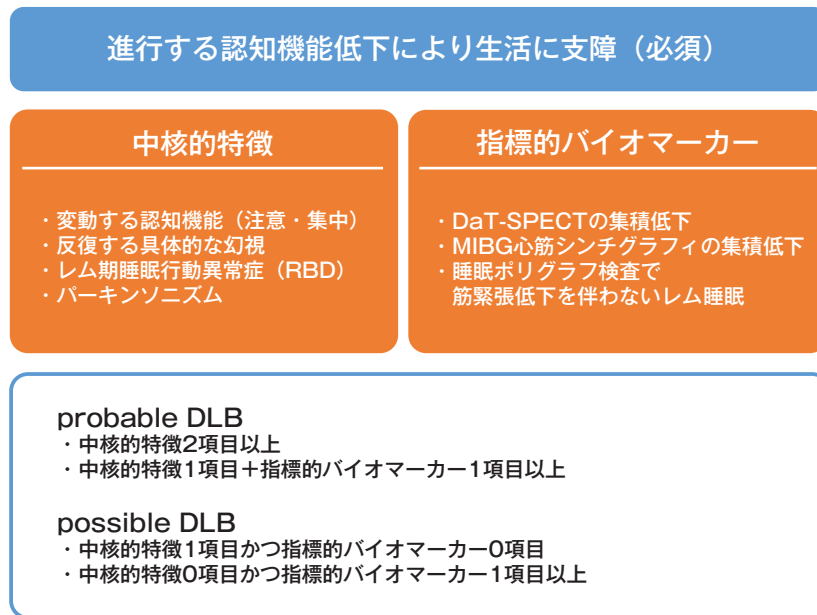 進行する認知機能低下により生活に支障（必須）
中核的特徴
・変動する認知機能（注意・集中）
・反復する具体的な幻視
・レム期睡眠行動異常症（RBD）
・パーキンソニズム
指標的バイオマーカー
・DaT-SPECTの集積低下
・MIBG心筋シンチグラフィの集積低下
・睡眠ポリグラフ検査で
筋緊張低下を伴わないレム睡眠
probable DLB
・中核的特徴2項目以上
・中核的特徴1項目＋指標的バイオマーカー1項目以上
possible DLB
・中核的特徴1項目かつ指標的バイオマーカー0項目
・中核的特徴0項目かつ指標的バイオマーカー1項目以上